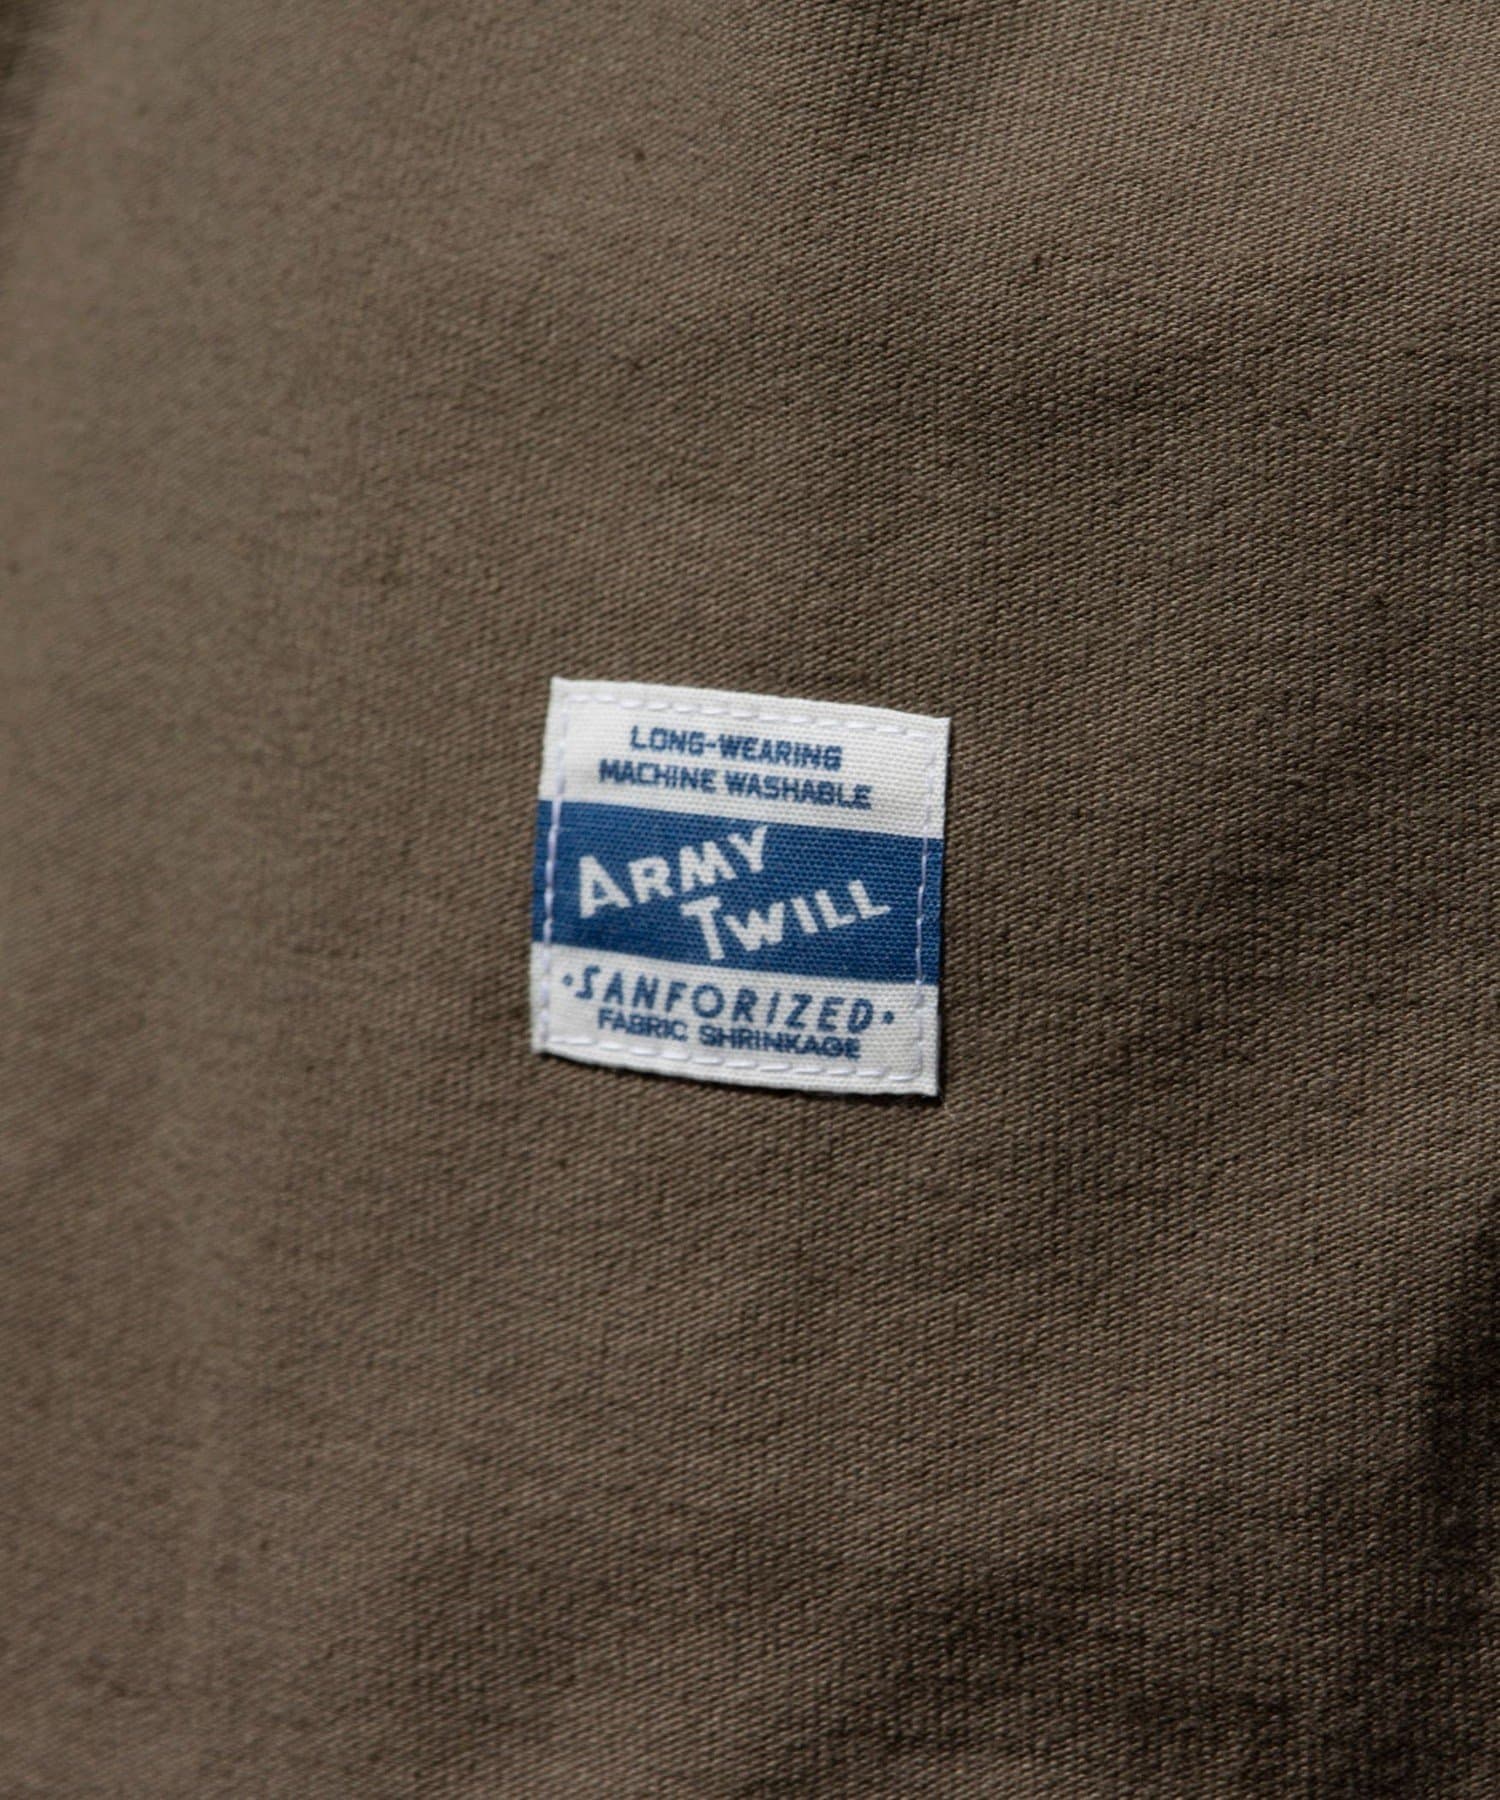 LONG-WEARING
MACHINE WASHABLE
ARMY
TWILL
·SANFORIZED·
FABRIC SHRINKAGE